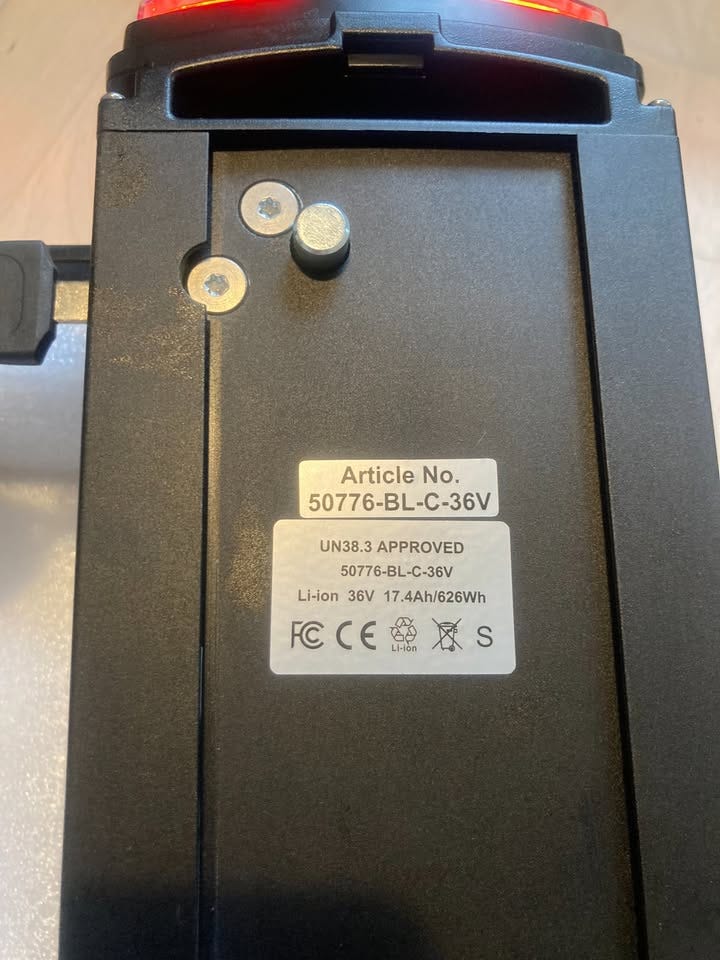 Article No.
50776-BL-C-36V
UN38.3 APPROVED
50776-BL-C-36V
Li-ion 36V 17.4Ah/626Wh
FC CE Li-ion S